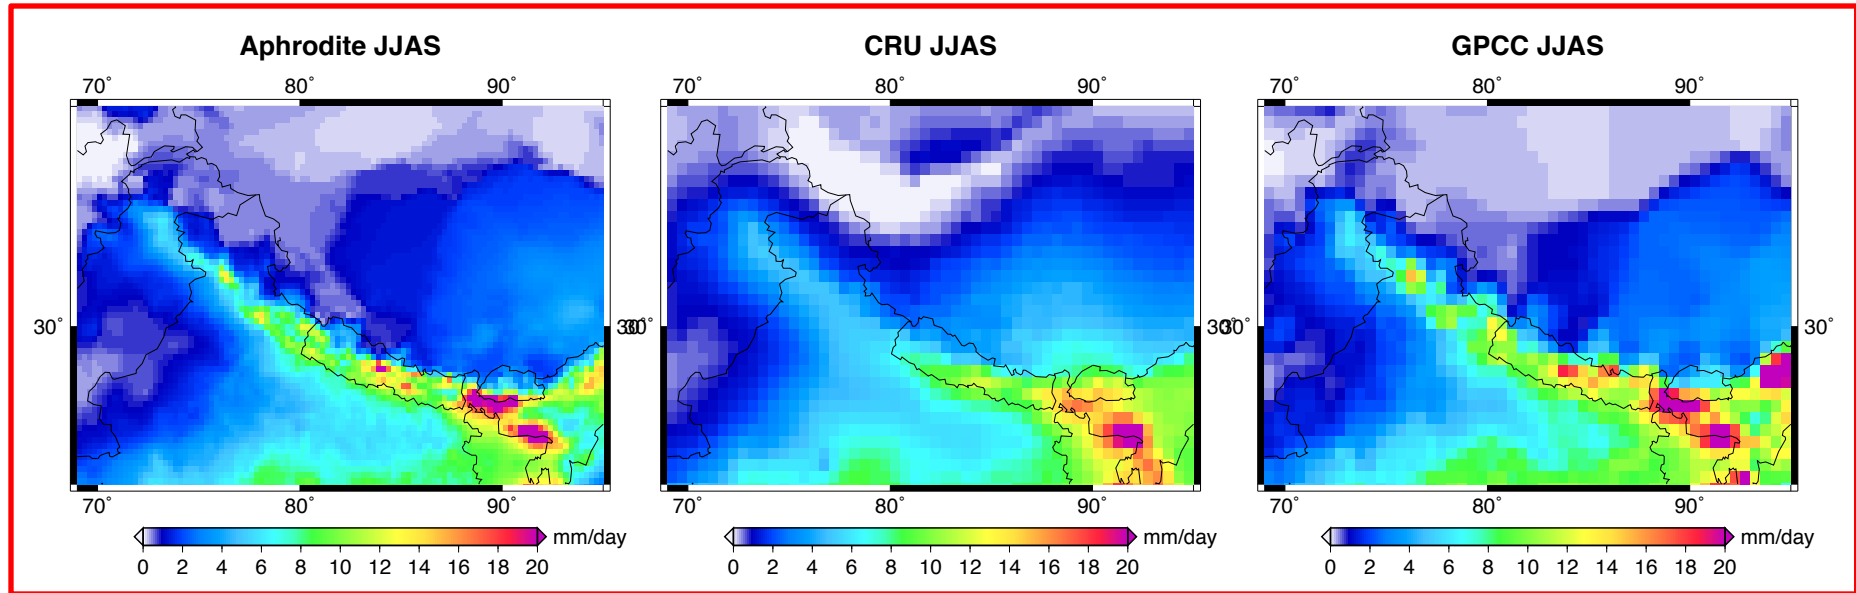 Aphrodite JJAS CRU JJAS GPCC JJAS
70° 80° 90° 70° 80° 90° 70° 80° 90°
30° 30° 30° 30°
70 80 90 70 80 90 70 80 90
mm/day mm/day mm/day
0 2 4 6 8 10 12 14 16 18 20 0 2 4 6 8 10 12 14 16 18 20 0 2 4 6 8 10 12 14 16 18 20